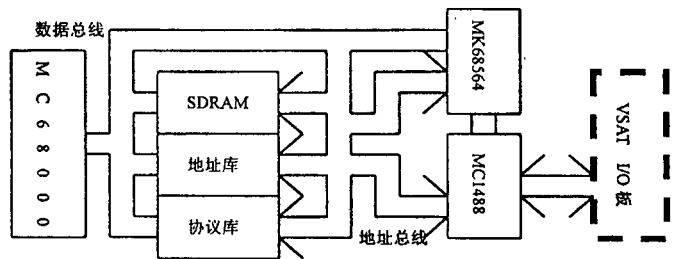 数据总线
MC68000
SDRAM
地址库
协议库
MK68564
MC1488
地址总线
VSAT I/O板